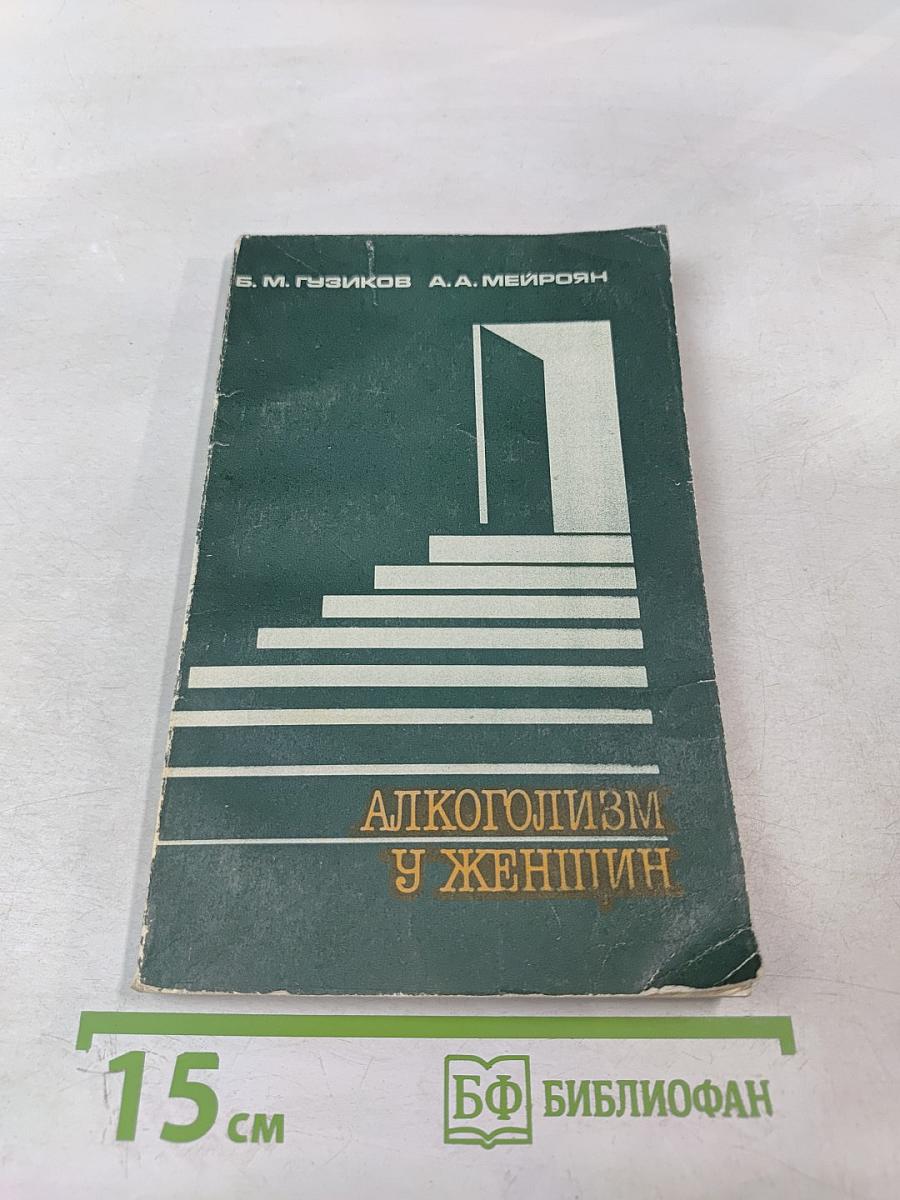 Б. М. ГУЗИКОВ А. А. МЕЙРОЯН
АЛКОГОЛИЗМ
У ЖЕНЩИН
15 см
БФ БИБЛИОФАН